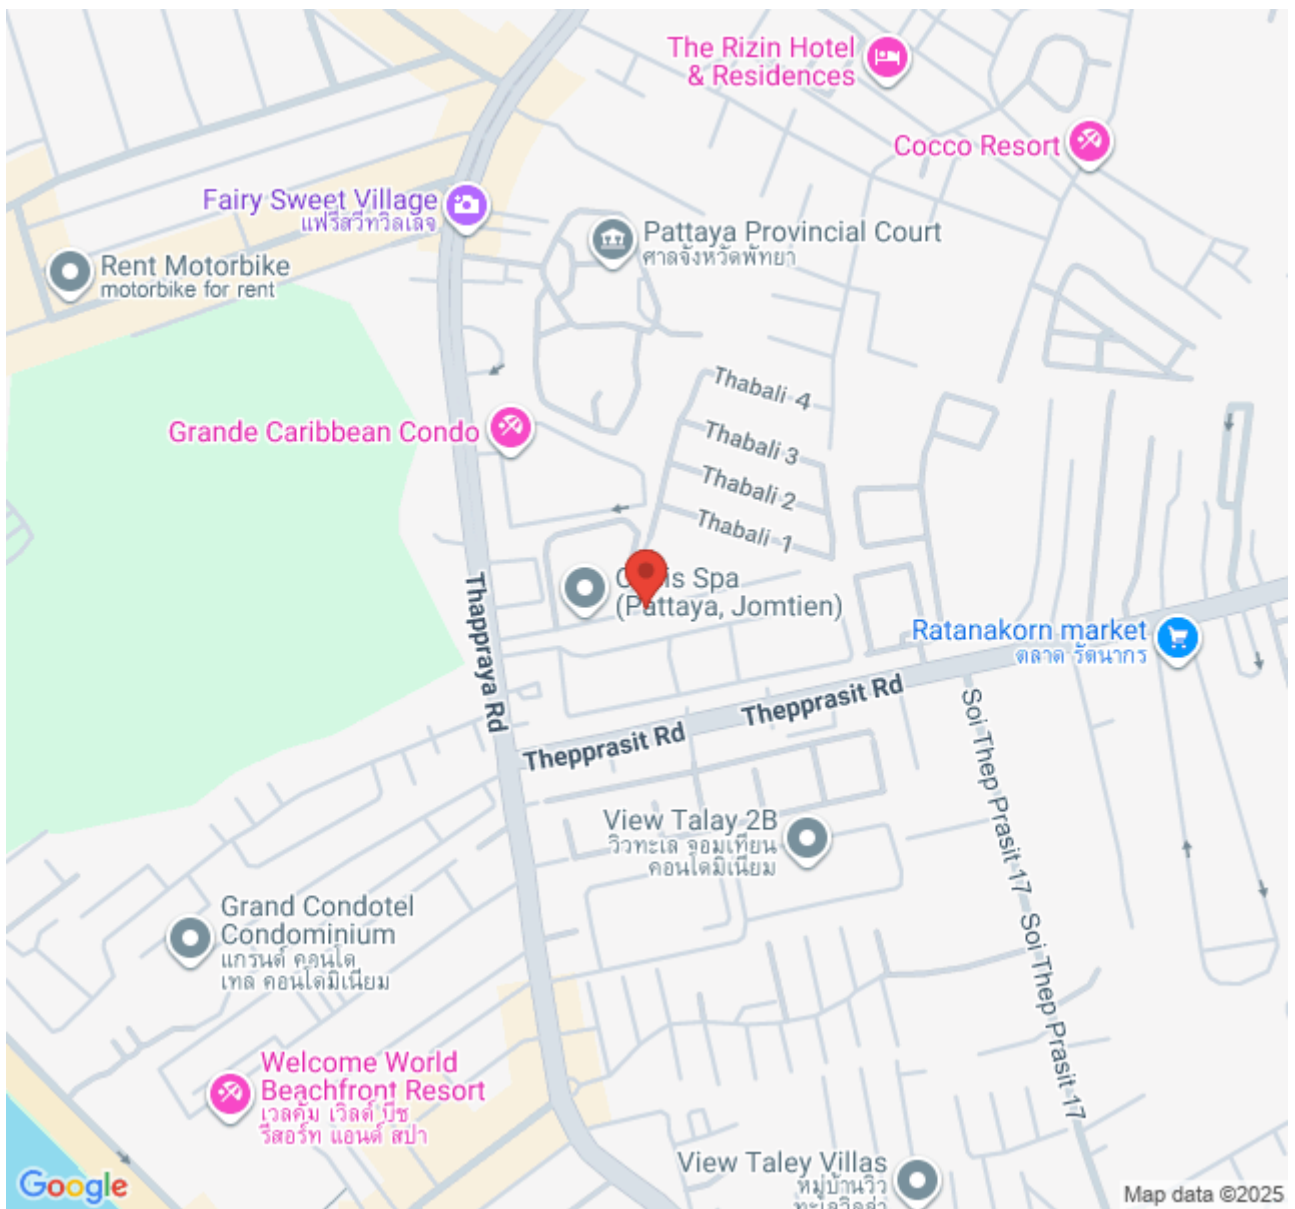 The Rizin Hotel
& Residences
Cocco Resort
Fairy Sweet Village
แฟรีสวีทวิลเลจ
Pattaya Provincial Court
ศาลจังหวัดพัทยา
Rent Motorbike
motorbike for rent
Thabali 4
Grande Caribbean Condo
Thabali 3
Thabali 2
Thabali 1
Spa
(Pattaya, Jomtien)
Thappraya Rd
Ratanakorn market
ตลาด รัตนากร
Thepprasit Rd
Thepprasit Rd
Soi Thep Prasit 17
View Talay 2B
วิวทะเล จอมเทียน
คอนโดมิเนียม
Grand Condotel
Condominium
แกรนด์ คอนโด
เทล คอนโดมิเนียม
Soi Thep Prasit 17
Welcome World
Beachfront Resort
เวลคัม เวิลด์ บีช
รีสอร์ท แอนด์ สปา
View Taley Villas
หมู่บ้านวิว
Google
Map data ©2025